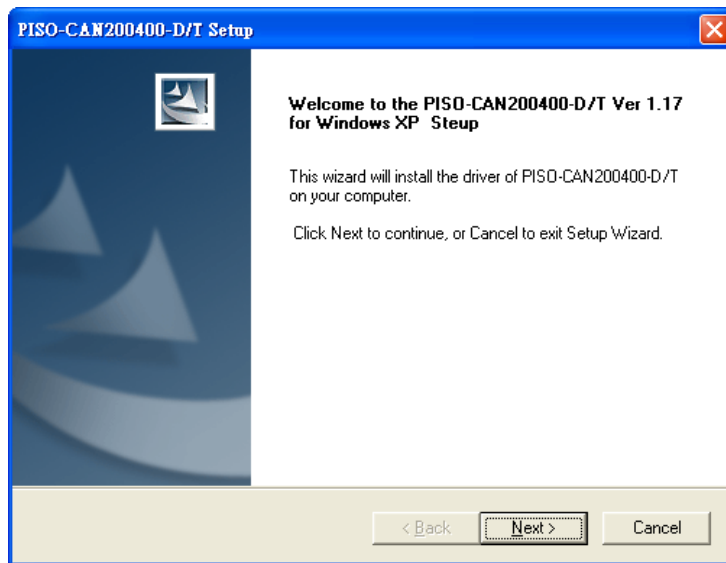 PISO-CAN200400-D/T Setup
Welcome to the PISO-CAN200400-D/T Ver 1.17
for Windows XP  Steup
This wizard will install the driver of PISO-CAN200400-D/T
on your computer.
Click Next to continue, or Cancel to exit Setup Wizard.
< Back
Next >
Cancel